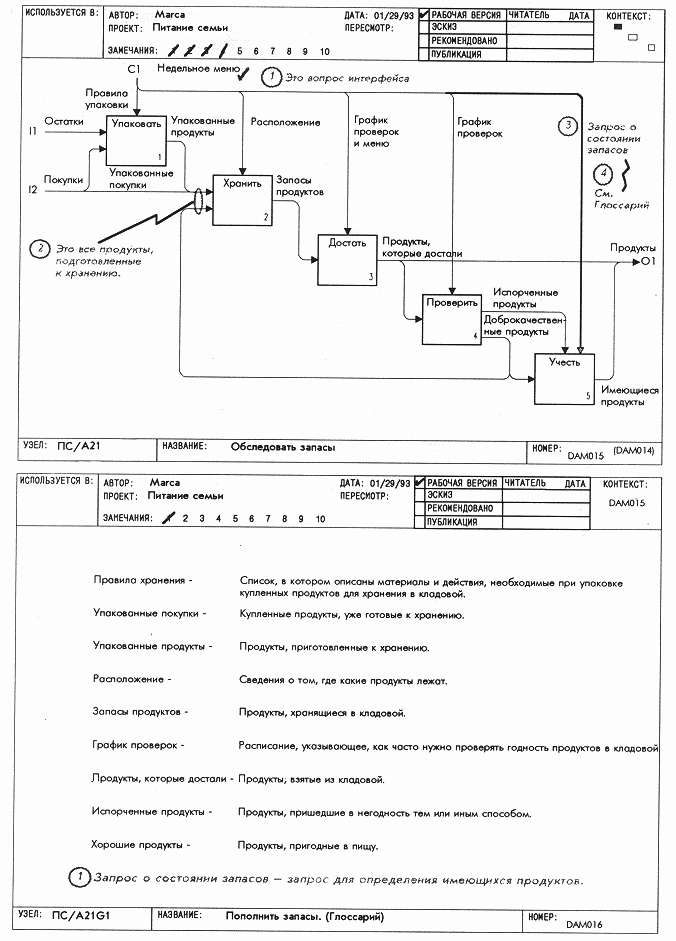 ИСПОЛЬЗУЕТСЯ В:
АВТОР: Marca
ДАТА: 01/29/93
РАБОЧАЯ ВЕРСИЯ
ЧИТАТЕЛЬ ДАТА
КОНТЕКСТ:
ПРОЕКТ: Питание семьи
ПЕРЕСМОТР:
ЭСКИЗ
РЕКОМЕНДОВАНО
ЗАМЕЧАНИЯ: 1 2 3 4 5 6 7 8 9 10
ПУБЛИКАЦИЯ
C1
Недельное меню
1 Это вопрос интерфейса
Правила
упаковки
I1
Остатки
Упаковать
1
Упакованные
продукты
Расположение
График
проверок
и меню
График
проверок
3 Запрос о
состоянии
запасов
4
См.
Глоссарий
I2
Покупки
Упакованные
покупки
Хранить
2
Запасы
продуктов
2 Это все продукты,
подготовленные
к хранению.
Достать
3
Продукты,
которые достали
Продукты
O1
Проверить
4
Испорченные
продукты
Доброкачествен-
ные продукты
Учесть
5
Имеющиеся
продукты
УЗЕЛ: ПС/А21
НАЗВАНИЕ: Обследовать запасы
НОМЕР: DAM015 (DAM014)
ИСПОЛЬЗУЕТСЯ В:
АВТОР: Marca
ДАТА: 01/29/93
РАБОЧАЯ ВЕРСИЯ
ЧИТАТЕЛЬ ДАТА
КОНТЕКСТ:
ПРОЕКТ: Питание семьи
ПЕРЕСМОТР:
ЭСКИЗ
DAM015
РЕКОМЕНДОВАНО
ЗАМЕЧАНИЯ: 1 2 3 4 5 6 7 8 9 10
ПУБЛИКАЦИЯ
Правила хранения - Список, в котором описаны материалы и действия, необходимые при упаковке
купленных продуктов для хранения в кладовой.
Упакованные покупки - Купленные продукты, уже готовые к хранению.
Упакованные продукты - Продукты, приготовленные к хранению.
Расположение - Сведения о том, где какие продукты лежат.
Запасы продуктов - Продукты, хранящиеся в кладовой.
График проверок - Расписание, указывающее, как часто нужно проверять годность продуктов в кладовой
Продукты, которые достали - Продукты, взятые из кладовой.
Испорченные продукты - Продукты, пришедшие в негодность тем или иным способом.
Хорошие продукты - Продукты, пригодные в пищу.
1 Запрос о состоянии запасов – запрос для определения имеющихся продуктов.
УЗЕЛ: ПС/А21G1
НАЗВАНИЕ: Пополнить запасы. (Глоссарий)
НОМЕР: DAM016